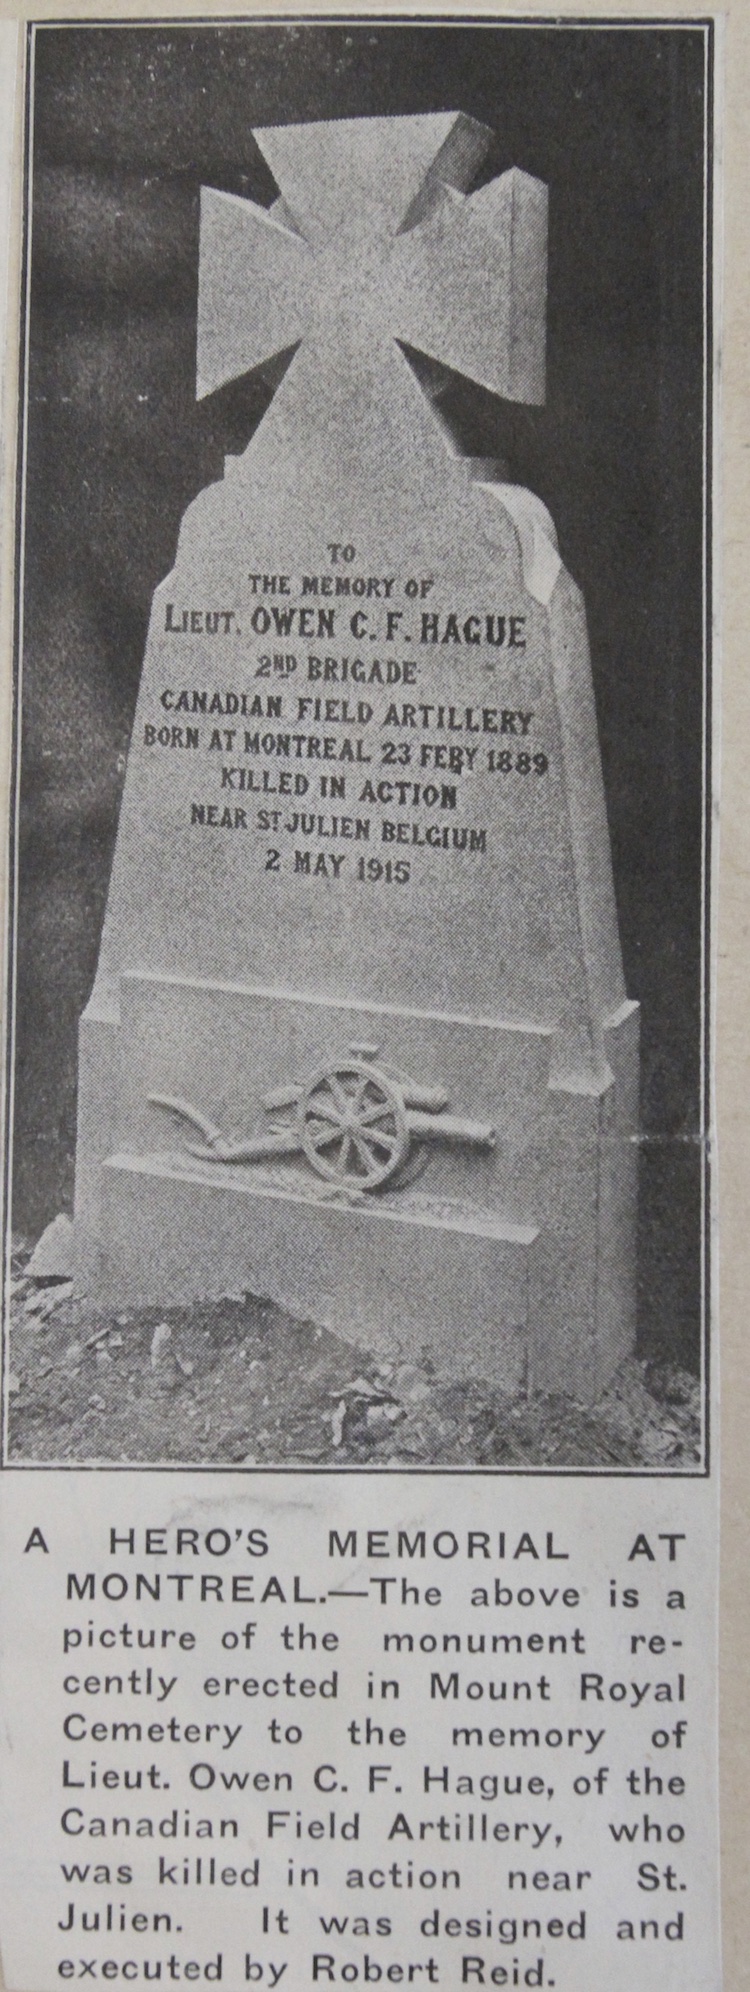 TO
THE MEMORY OF
LIEUT. OWEN C. F. HAGUE
2ND BRIGADE
CANADIAN FIELD ARTILLERY
BORN AT MONTREAL 23 FEBY 1889
KILLED IN ACTION
NEAR ST JULIEN BELGIUM
2 MAY 1915
A HERO'S MEMORIAL AT
MONTREAL.—The above is a
picture of the monument re-
cently erected in Mount Royal
Cemetery to the memory of
Lieut. Owen C. F. Hague, of the
Canadian Field Artillery, who
was killed in action near St.
Julien. It was designed and
executed by Robert Reid.